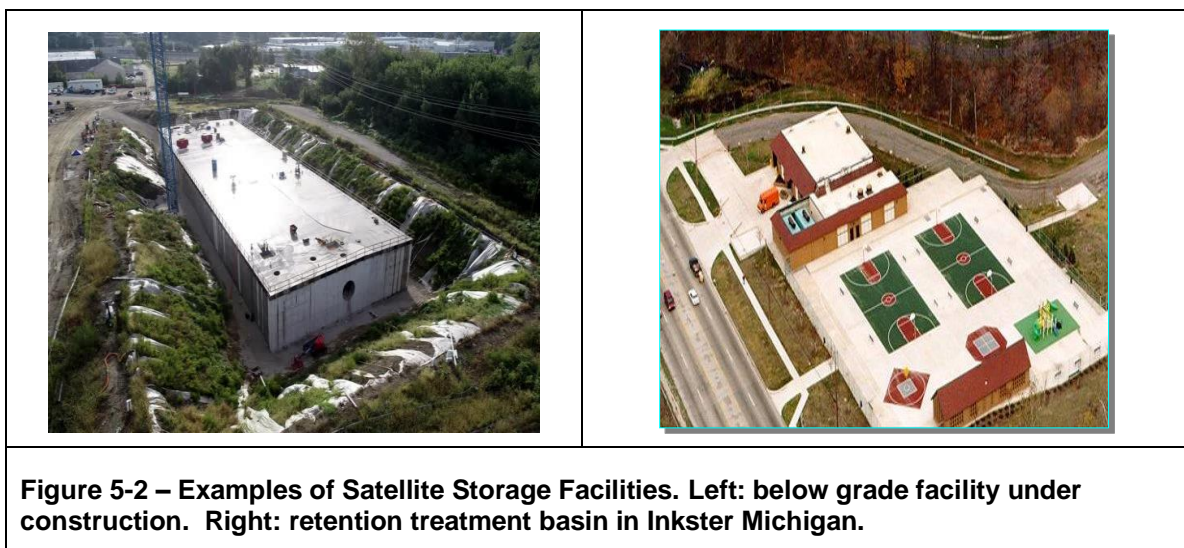 Figure 5-2 – Examples of Satellite Storage Facilities. Left: below grade facility under
construction.  Right: retention treatment basin in Inkster Michigan.